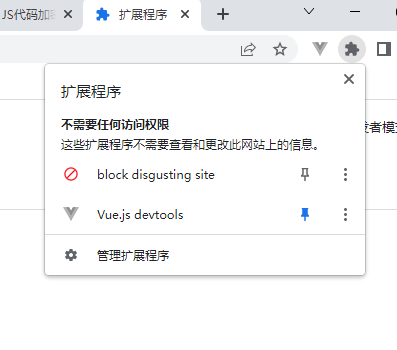 JS代码加密
扩展程序
扩展程序
不需要任何访问权限
这些扩展程序不需要查看和更改此网站上的信息。
发者模式
block disgusting site
Vue.js devtools
管理扩展程序